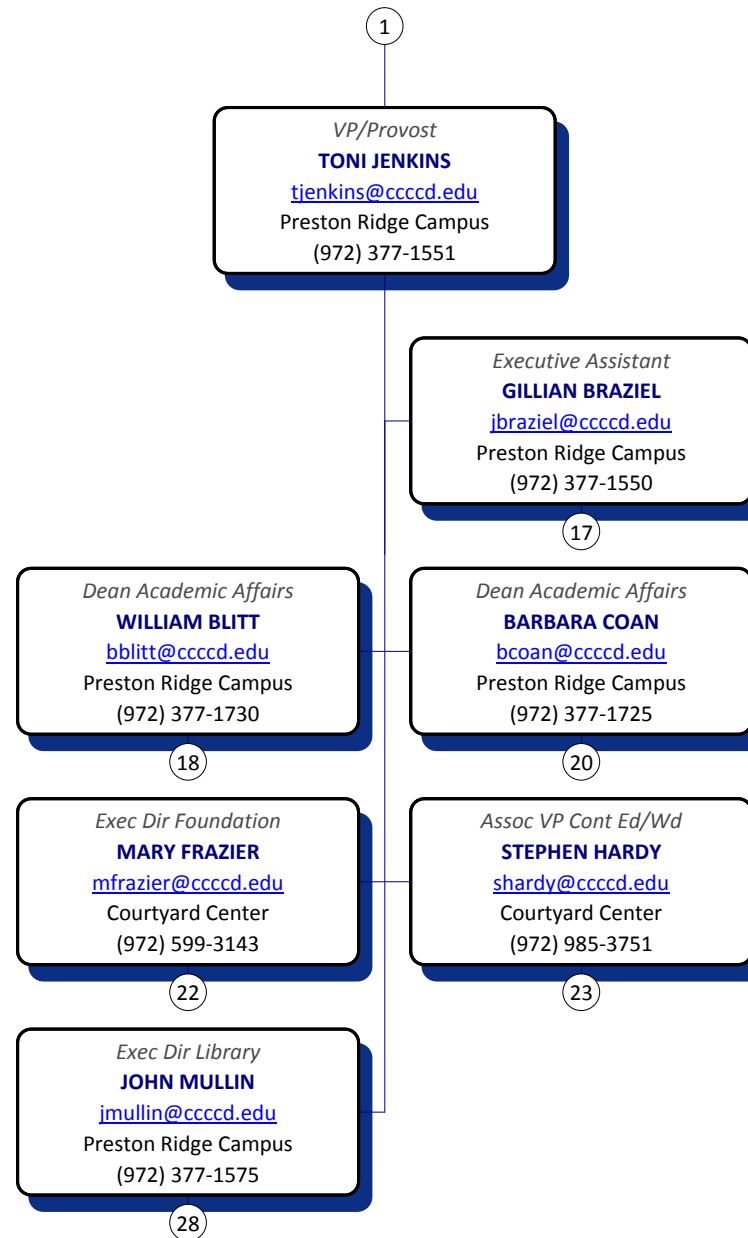 1
VP/Provost
TONI JENKINS
tjenkins@ccccd.edu
Preston Ridge Campus
(972) 377-1551
Executive Assistant
GILLIAN BRAZIEL
jbraziel@ccccd.edu
Preston Ridge Campus
(972) 377-1550
17
Dean Academic Affairs
WILLIAM BLITT
bblitt@ccccd.edu
Preston Ridge Campus
(972) 377-1730
18
Dean Academic Affairs
BARBARA COAN
bcoan@ccccd.edu
Preston Ridge Campus
(972) 377-1725
20
Exec Dir Foundation
MARY FRAZIER
mfrazier@ccccd.edu
Courtyard Center
(972) 599-3143
22
Assoc VP Cont Ed/Wd
STEPHEN HARDY
shardy@ccccd.edu
Courtyard Center
(972) 985-3751
23
Exec Dir Library
JOHN MULLIN
jmullin@ccccd.edu
Preston Ridge Campus
(972) 377-1575
28